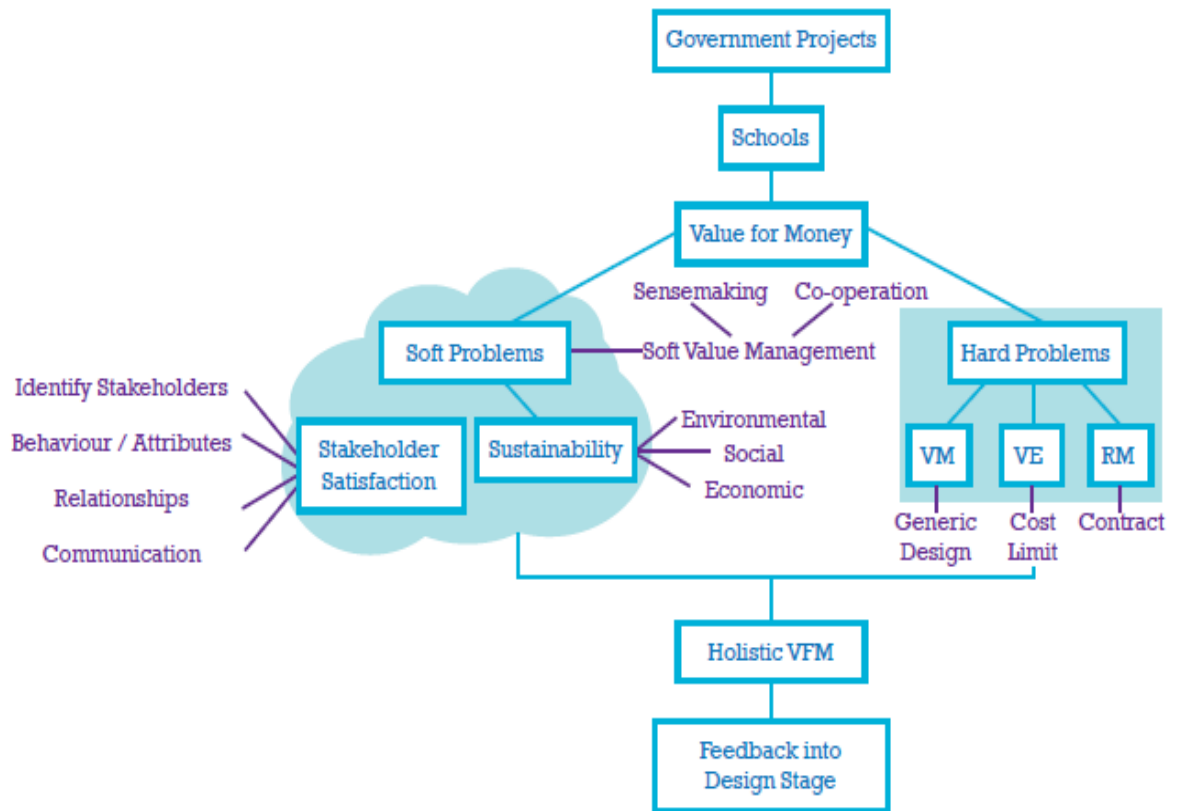 Government Projects
Schools
Value for Money
Sensemaking
Co-operation
Soft Problems
Soft Value Management
Hard Problems
Identify Stakeholders
Behaviour / Attributes
Relationships
Communication
Stakeholder
Satisfaction
Sustainability
Environmental
Social
Economic
VM
VE
RM
Generic
Design
Cost
Limit
Contract
Holistic VFM
Feedback into
Design Stage